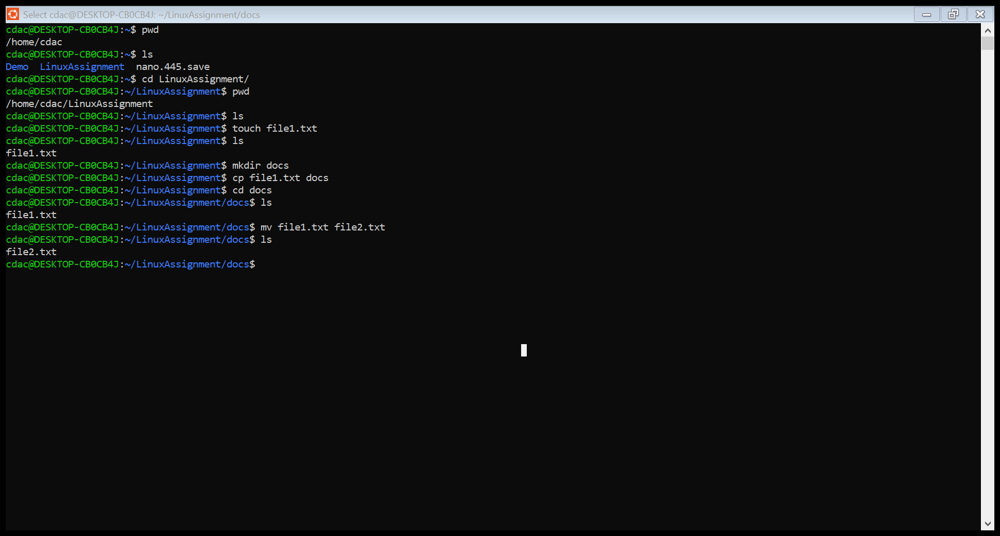 Select cdac@DESKTOP-CB0CB4J: ~/LinuxAssignment/docs
cdac@DESKTOP-CB0CB4J:~$ pwd
/home/cdac
cdac@DESKTOP-CB0CB4J:~$ ls
Demo  LinuxAssignment  nano.445.save
cdac@DESKTOP-CB0CB4J:~$ cd LinuxAssignment/
cdac@DESKTOP-CB0CB4J:~/LinuxAssignment$ pwd
/home/cdac/LinuxAssignment
cdac@DESKTOP-CB0CB4J:~/LinuxAssignment$ ls
cdac@DESKTOP-CB0CB4J:~/LinuxAssignment$ touch file1.txt
cdac@DESKTOP-CB0CB4J:~/LinuxAssignment$ ls
file1.txt
cdac@DESKTOP-CB0CB4J:~/LinuxAssignment$ mkdir docs
cdac@DESKTOP-CB0CB4J:~/LinuxAssignment$ cp file1.txt docs
cdac@DESKTOP-CB0CB4J:~/LinuxAssignment$ cd docs
cdac@DESKTOP-CB0CB4J:~/LinuxAssignment/docs$ ls
file1.txt
cdac@DESKTOP-CB0CB4J:~/LinuxAssignment/docs$ mv file1.txt file2.txt
cdac@DESKTOP-CB0CB4J:~/LinuxAssignment/docs$ ls
file2.txt
cdac@DESKTOP-CB0CB4J:~/LinuxAssignment/docs$